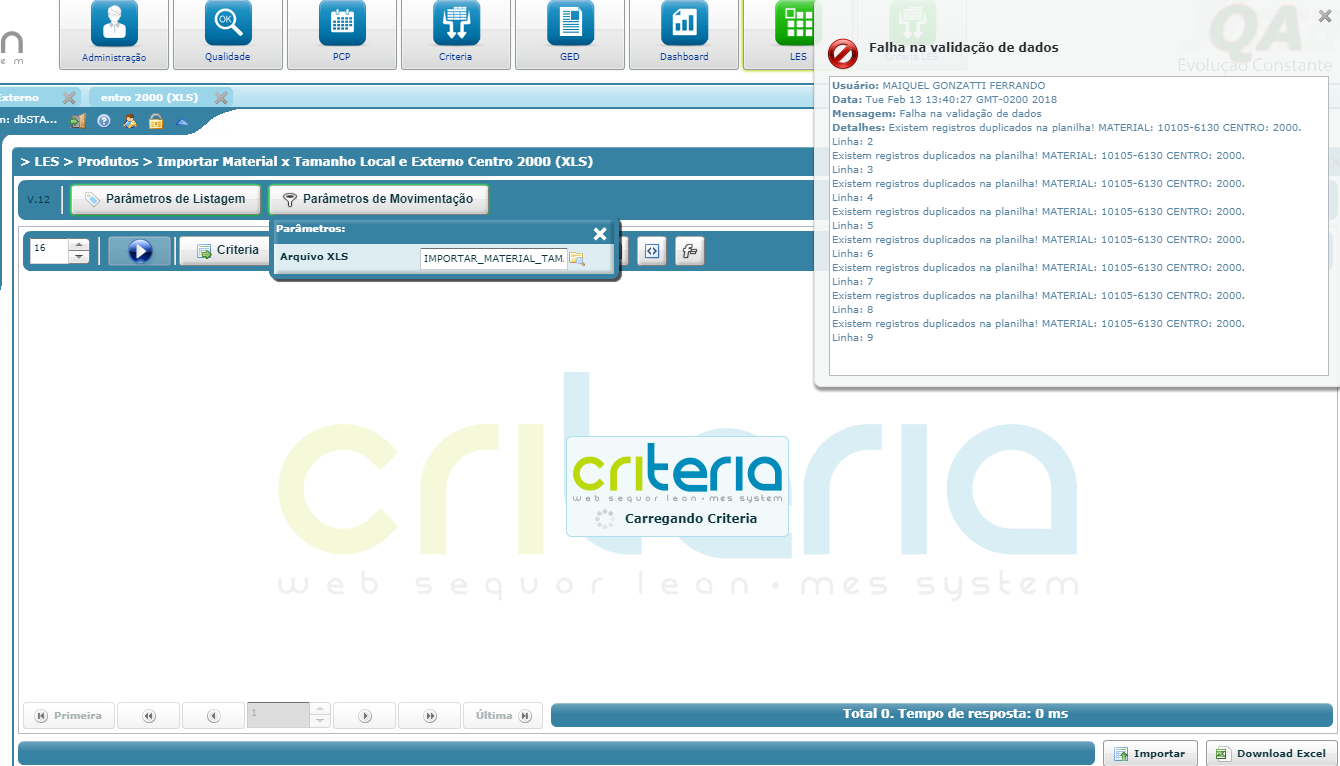 n
em
Administração
OK
Qualidade
PCP
Criteria
GED
Dashboard
LES
Criteria LES
QA
Evolução Constante
Falha na validação de dados
Usuário: MAIQUEL GONZATTI FERRANDO
Data: Tue Feb 13 13:40:27 GMT-0200 2018
Mensagem: Falha na validação de dados
Detalhes: Existem registros duplicados na planilha! MATERIAL: 10105-6130 CENTRO: 2000.
Linha: 2
Existem registros duplicados na planilha! MATERIAL: 10105-6130 CENTRO: 2000.
Linha: 3
Existem registros duplicados na planilha! MATERIAL: 10105-6130 CENTRO: 2000.
Linha: 4
Existem registros duplicados na planilha! MATERIAL: 10105-6130 CENTRO: 2000.
Linha: 5
Existem registros duplicados na planilha! MATERIAL: 10105-6130 CENTRO: 2000.
Linha: 6
Existem registros duplicados na planilha! MATERIAL: 10105-6130 CENTRO: 2000.
Linha: 7
Existem registros duplicados na planilha! MATERIAL: 10105-6130 CENTRO: 2000.
Linha: 8
Existem registros duplicados na planilha! MATERIAL: 10105-6130 CENTRO: 2000.
Linha: 9
Externo
entro 2000 (XLS)
n: dbSTA...
> LES > Produtos > Importar Material x Tamanho Local e Externo Centro 2000 (XLS)
V.12
Parâmetros de Listagem
Parâmetros de Movimentação
16
Criteria
Parâmetros:
Arquivo XLS
IMPORTAR_MATERIAL_TAM.
criteria
web sequor lean·mes system
Carregando Criteria
criteria
web sequor lean·mes system
Primeira
1
Última
Total 0. Tempo de resposta: 0 ms
Importar
Download Excel